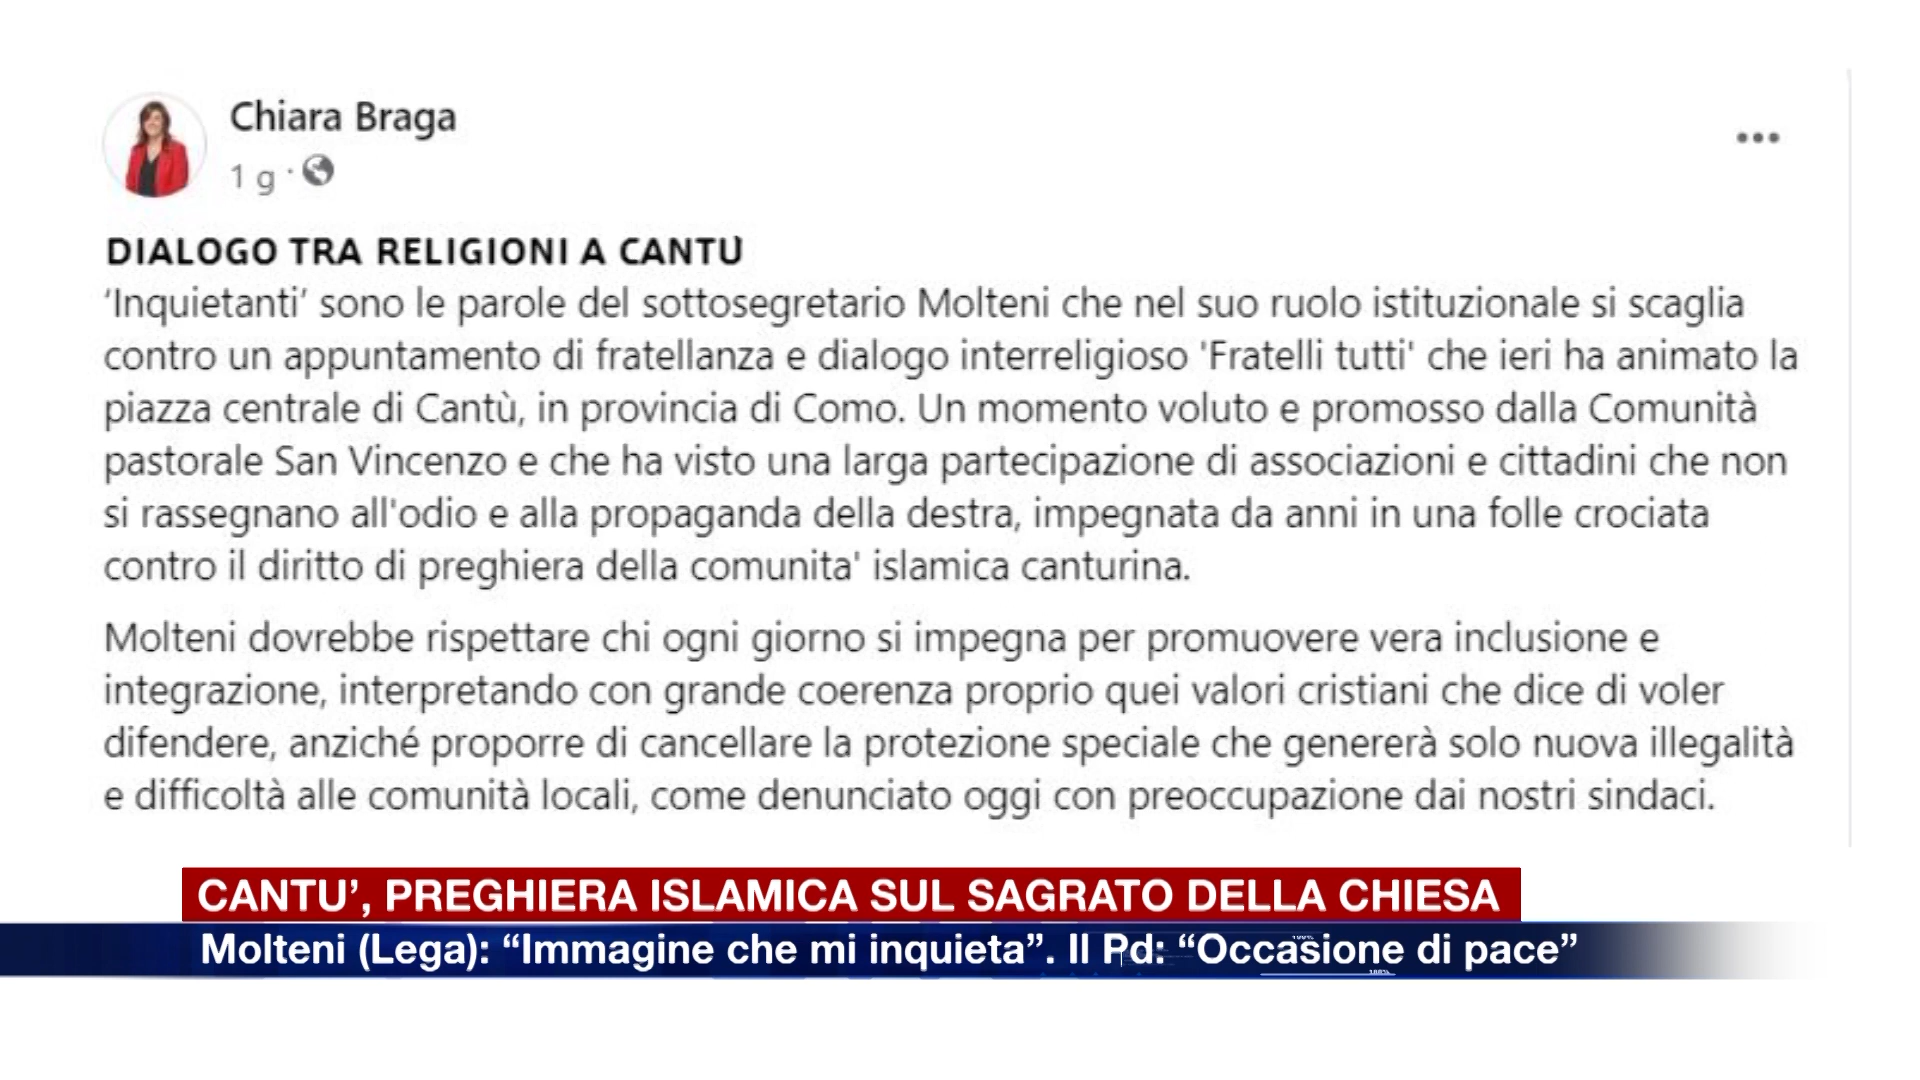 Chiara Braga
1 g ·
DIALOGO TRA RELIGIONI A CANTÙ
‘Inquietanti’ sono le parole del sottosegretario Molteni che nel suo ruolo istituzionale si scaglia
contro un appuntamento di fratellanza e dialogo interreligioso 'Fratelli tutti' che ieri ha animato la
piazza centrale di Cantù, in provincia di Como. Un momento voluto e promosso dalla Comunità
pastorale San Vincenzo e che ha visto una larga partecipazione di associazioni e cittadini che non
si rassegnano all'odio e alla propaganda della destra, impegnata da anni in una folle crociata
contro il diritto di preghiera della comunita' islamica canturina.
Molteni dovrebbe rispettare chi ogni giorno si impegna per promuovere vera inclusione e
integrazione, interpretando con grande coerenza proprio quei valori cristiani che dice di voler
difendere, anziché proporre di cancellare la protezione speciale che genererà solo nuova illegalità
e difficoltà alle comunità locali, come denunciato oggi con preoccupazione dai nostri sindaci.
CANTU’, PREGHIERA ISLAMICA SUL SAGRATO DELLA CHIESA
Molteni (Lega): “Immagine che mi inquieta”. Il Pd: “Occasione di pace”